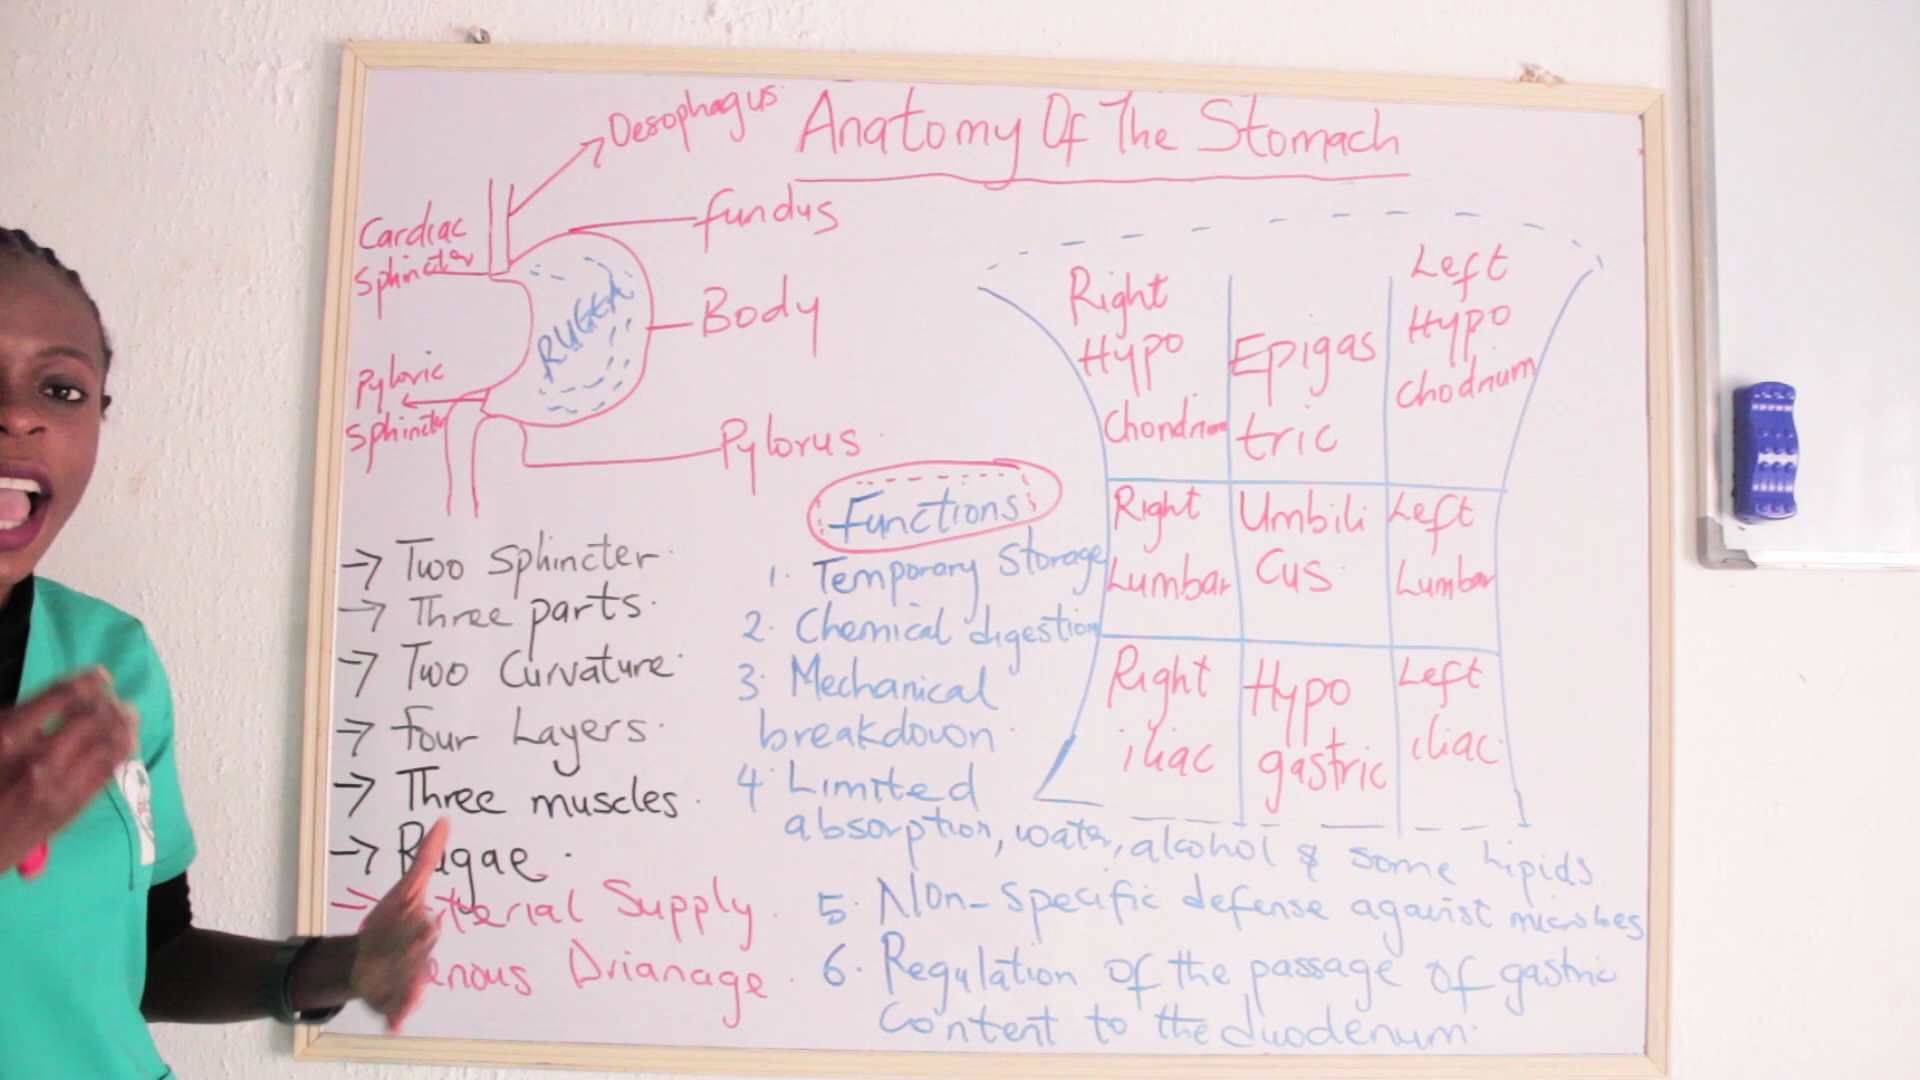 Anatomy Of The Stomach
Oesophagus
Cardiac
Sphincter
fundus
RUGEA
Body
Pyloric
Sphincter
Pylorus
→ Two Sphincter.
→ Three parts.
→ Two Curvature.
→ four Layers.
→ Three muscles.
→ Rugae.
→ terial Supply.
enous Drianage.
Functions
1. Temporary Storage
2. Chemical digestion
3. Mechanical
breakdown.
4. Limited
absorption, water, alcohol & some Lipids
5. Non-specific defense against microbes
6. Regulation of the passage of gastric
Content to the duodenum.
Right
Hypo
Epigas
tric
Left
Hypo
chodrium
Right
Lumbar
Umbili
Cus.
Left
Lumbar
Right
iliac
Hypo
gastric
Left
iliac.